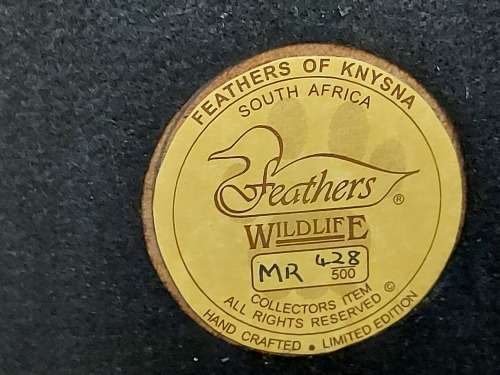 FEATHERS OF KNYSNA
SOUTH AFRICA
Feathers ®
WILDLIFE
MR 428
500
COLLECTORS ITEM
ALL RIGHTS RESERVED ©
HAND CRAFTED • LIMITED EDITION